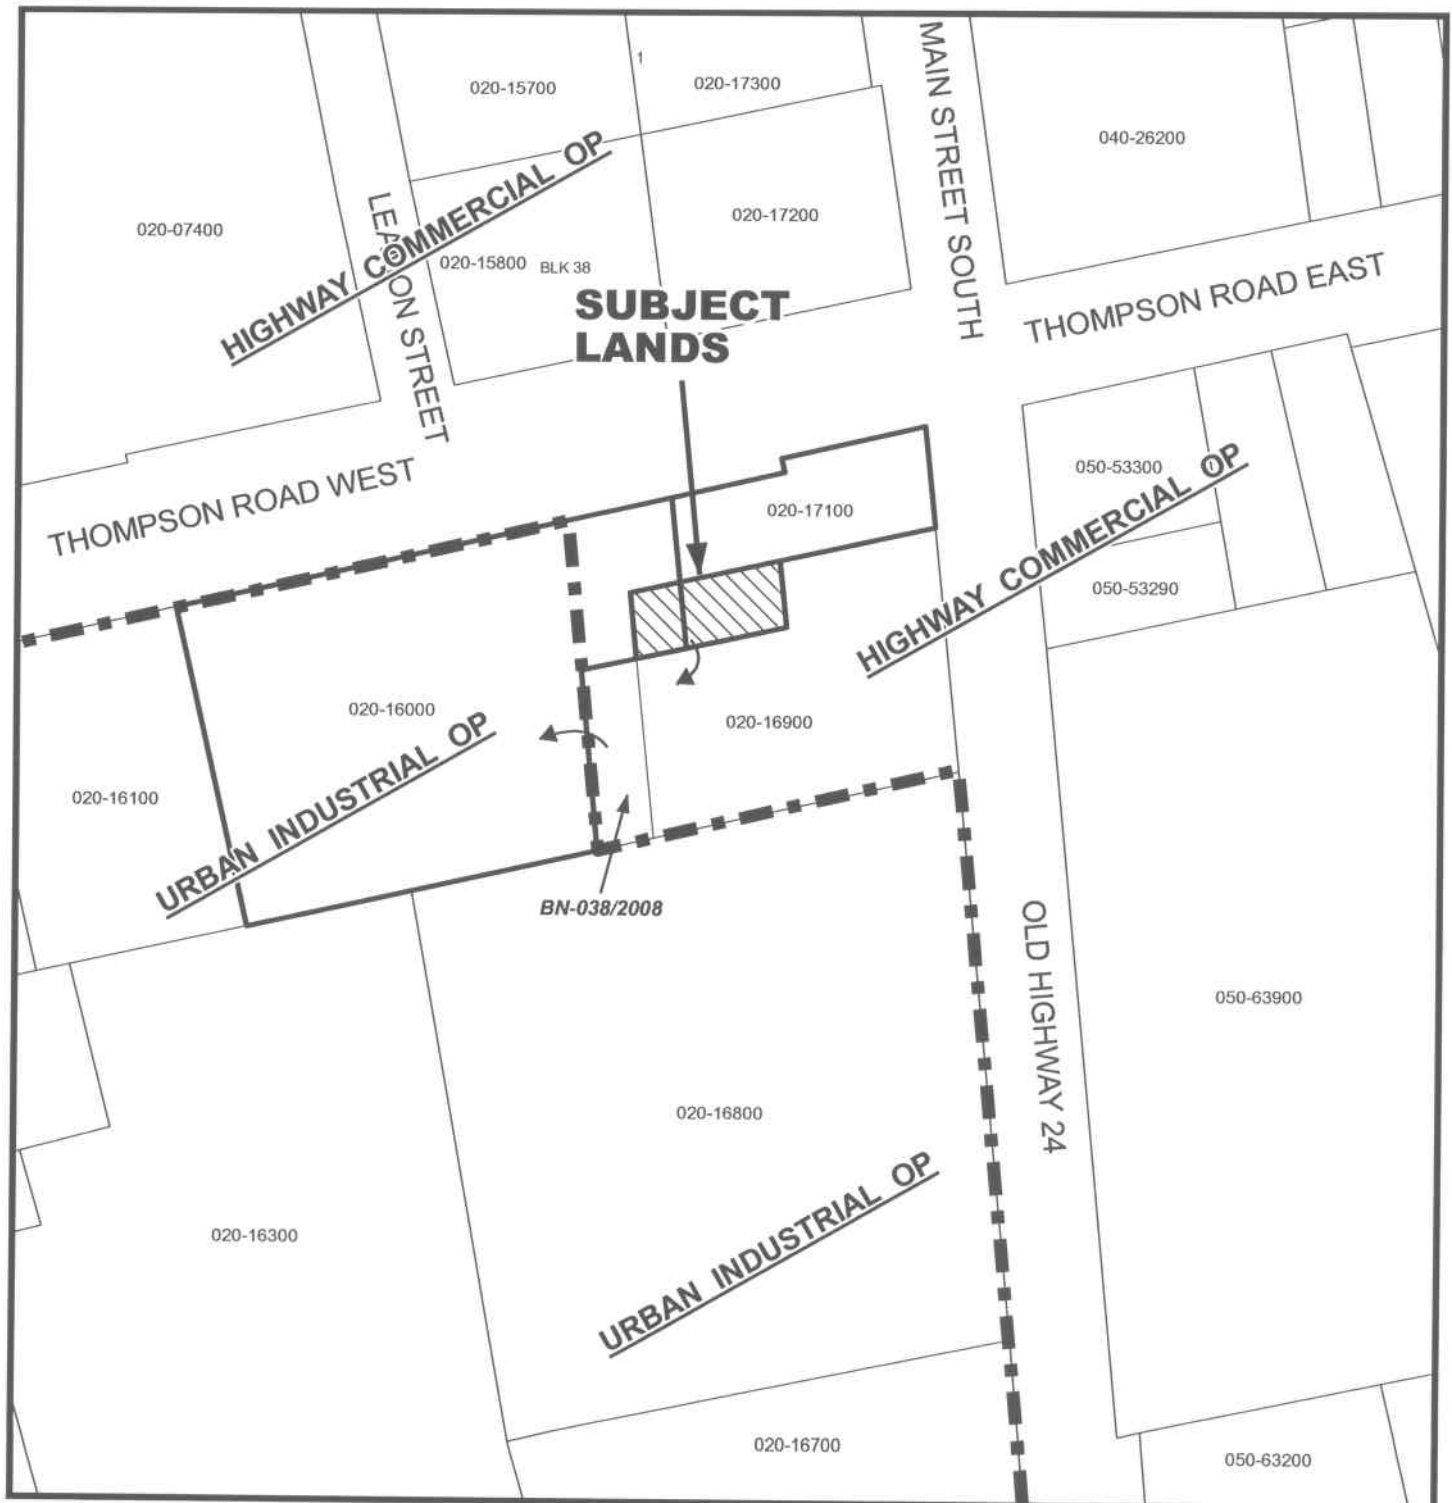 020-15700
1
020-17300
MAIN STREET SOUTH
040-26200
020-07400
HIGHWAY COMMERCIAL OP
020-17200
020-15800 BLK 38
SUBJECT
LANDS
THOMPSON ROAD EAST
THOMPSON ROAD WEST
020-17100
050-53300
HIGHWAY COMMERCIAL OP
050-53290
020-16000
020-16900
URBAN INDUSTRIAL OP
020-16100
BN-038/2008
OLD HIGHWAY 24
050-63900
020-16800
URBAN INDUSTRIAL OP
020-16300
020-16700
050-63200
STREET